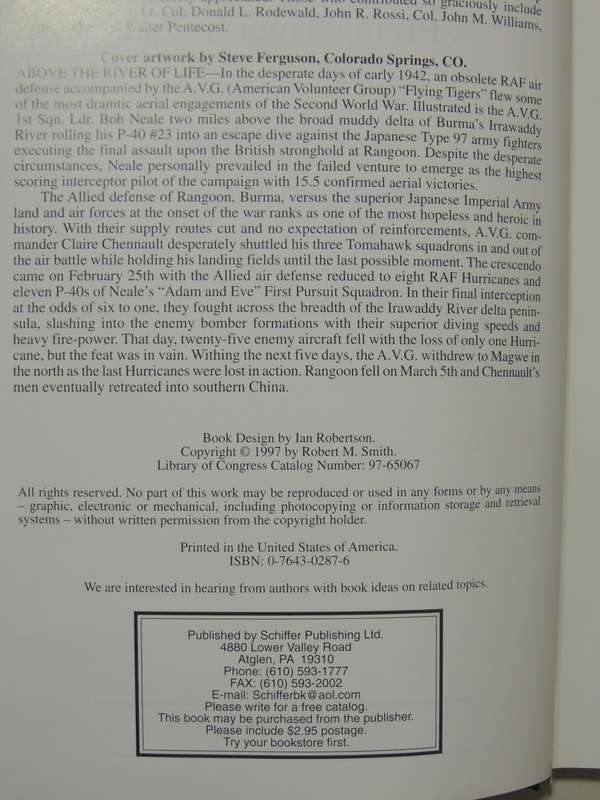 appreciated. Those who contributed so graciously include
Lt. Col. Donald L. Rodewald, John R. Rossi, Col. John M. Williams,
Walter Pentecost.
Cover artwork by Steve Ferguson, Colorado Springs, CO.
ABOVE THE RIVER OF LIFE—In the desperate days of early 1942, an obsolete RAF air
defense accompanied by the A.V.G. (American Volunteer Group) “Flying Tigers” flew some
of the most dramtic aerial engagements of the Second World War. Illustrated is the A.V.G.
1st Sqn. Ldr. Bob Neale two miles above the broad muddy delta of Burma's Irrawaddy
River rolling his P-40 #23 into an escape dive against the Japanese Type 97 army fighters
executing the final assault upon the British stronghold at Rangoon. Despite the desperate
circumstances, Neale personally prevailed in the failed venture to emerge as the highest
scoring interceptor pilot of the campaign with 15.5 confirmed aerial victories.
The Allied defense of Rangoon, Burma, versus the superior Japanese Imperial Army
land and air forces at the onset of the war ranks as one of the most hopeless and heroic in
history. With their supply routes cut and no expectation of reinforcements, A.V.G. com-
mander Claire Chennault desperately shuttled his three Tomahawk squadrons in and out of
the air battle while holding his landing fields until the last possible moment. The crescendo
came on February 25th with the Allied air defense reduced to eight RAF Hurricanes and
eleven P-40s of Neale's “Adam and Eve” First Pursuit Squadron. In their final interception
at the odds of six to one, they fought across the breadth of the Irawaddy River delta penin-
sula, slashing into the enemy bomber formations with their superior diving speeds and
heavy fire-power. That day, twenty-five enemy aircraft fell with the loss of only one Hurri-
cane, but the feat was in vain. Withing the next five days, the A.V.G. withdrew to Magwe in
the north as the last Hurricanes were lost in action. Rangoon fell on March 5th and Chennault's
men eventually retreated into southern China.
Book Design by Ian Robertson.
Copyright © 1997 by Robert M. Smith.
Library of Congress Catalog Number: 97-65067
All rights reserved. No part of this work may be reproduced or used in any forms or by any means
– graphic, electronic or mechanical, including photocopying or information storage and retrieval
systems – without written permission from the copyright holder.
Printed in the United States of America.
ISBN: 0-7643-0287-6
We are interested in hearing from authors with book ideas on related topics.
Published by Schiffer Publishing Ltd.
4880 Lower Valley Road
Atglen, PA 19310
Phone: (610) 593-1777
FAX: (610) 593-2002
E-mail: Schifferbk@aol.com
Please write for a free catalog.
This book may be purchased from the publisher.
Please include $2.95 postage.
Try your bookstore first.